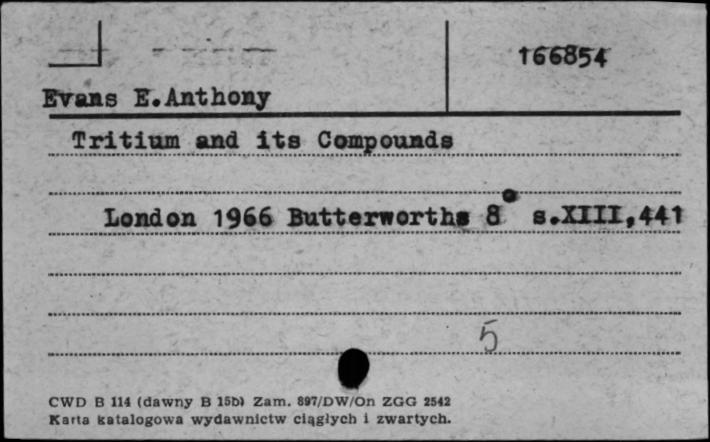 166854
Evans E.Anthony
Tritium and its Compounds
London 1966 Butterworths 8° s.XIII,441
5
CWD B 114 (dawny B 15b) Zam. 897/DW/On ZGG 2542
Karta katalogowa wydawnictw ciągłych i zwartych.